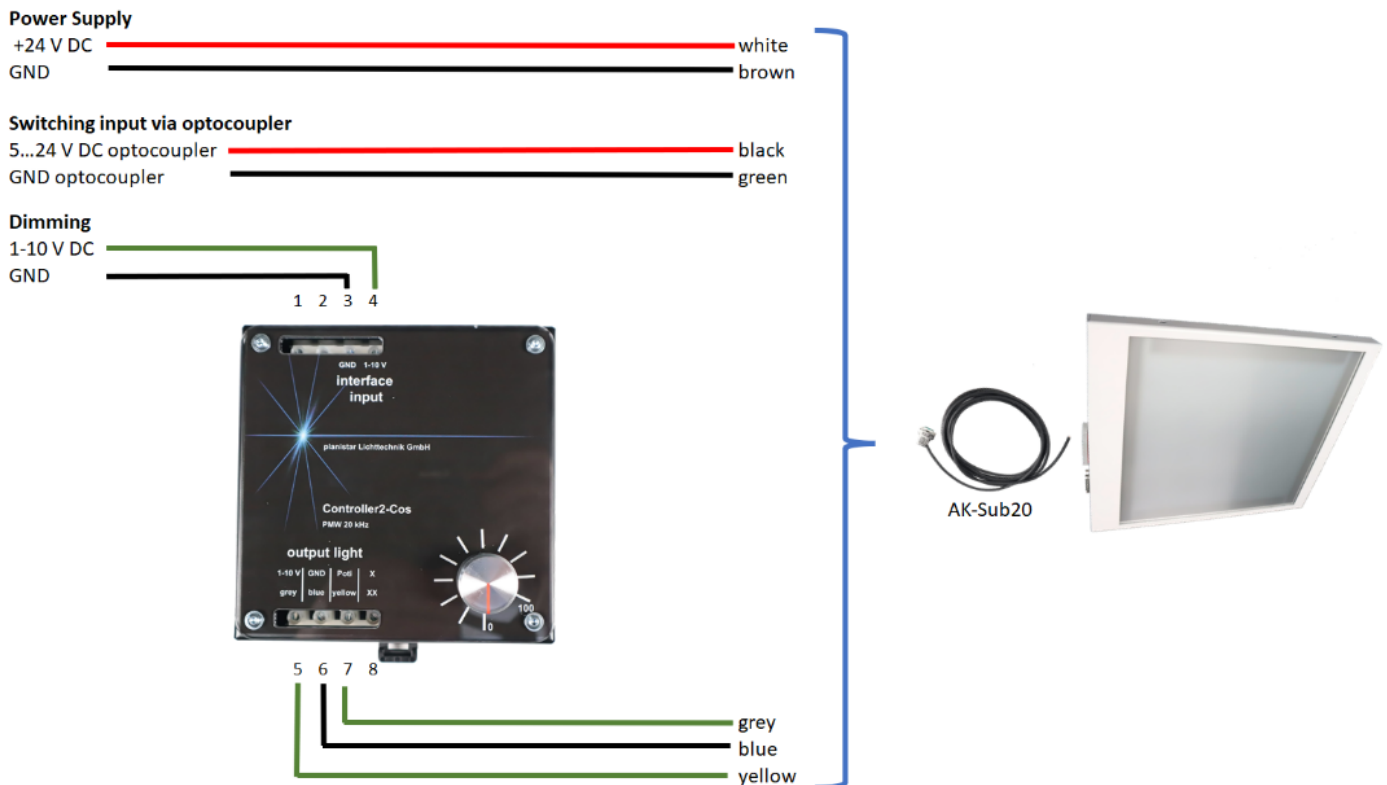 Power Supply
+24 V DC
white
GND
brown
Switching input via optocoupler
5...24 V DC optocoupler
black
GND optocoupler
green
Dimming
1-10 V DC
GND
1 2 3 4
GND 1-10 V
interface
input
planistar Lichttechnik GmbH
Controller2-Cos
PMW 20 kHz
output light
1-10 V GND Poti X
grey blue yellow XX
100
0
5 6 7 8
AK-Sub20
grey
blue
yellow